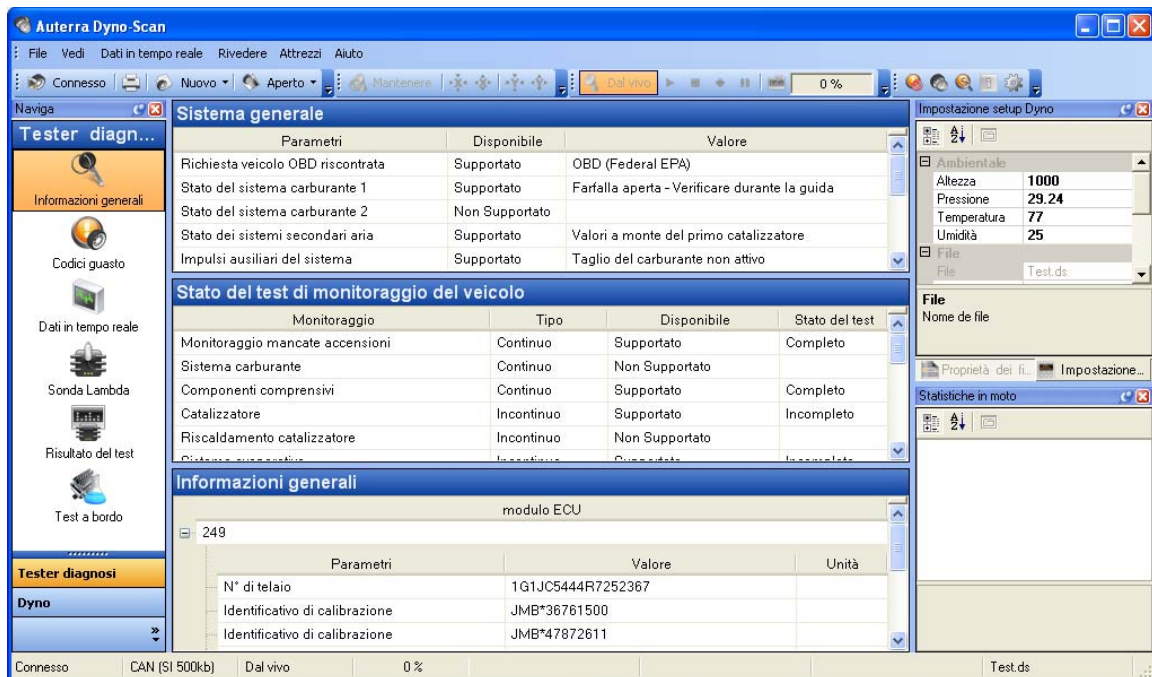 Auterra Dyno-Scan
File Vedi Dati in tempo reale Rivedere Attrezzi Aiuto
Connesso Nuovo Aperto Mantenere X X Y Y Dal vivo 0 %
Naviga
Tester diagn...
Informazioni generali
Codici guasto
Dati in tempo reale
Sonda Lambda
Risultato del test
Test a bordo
Tester diagnosi
Dyno
Sistema generale
Parametri Disponibile Valore
Richiesta veicolo OBD riscontrata Supportato OBD (Federal EPA)
Stato del sistema carburante 1 Supportato Farfalla aperta - Verificare durante la guida
Stato del sistema carburante 2 Non Supportato
Stato dei sistemi secondari aria Supportato Valori a monte del primo catalizzatore
Impulsi ausiliari del sistema Supportato Taglio del carburante non attivo
Stato del test di monitoraggio del veicolo
Monitoraggio Tipo Disponibile Stato del test
Monitoraggio mancate accensioni Continuo Supportato Completo
Sistema carburante Continuo Non Supportato
Componenti comprensivi Continuo Supportato Completo
Catalizzatore Incontinuo Supportato Incompleto
Riscaldamento catalizzatore Incontinuo Non Supportato
Informazioni generali
modulo ECU
249
Parametri Valore Unità
N° di telaio 1G1JC5444R7252367
Identificativo di calibrazione JMB*36761500
Identificativo di calibrazione JMB*47872611
Impostazione setup Dyno
Ambientale
Altezza 1000
Pressione 29.24
Temperatura 77
Umidità 25
File
File Test.ds
File
Nome de file
Proprietà dei fi... Impostazione...
Statistiche in moto
Connesso CAN (SI 500kb) Dal vivo 0 % Test.ds